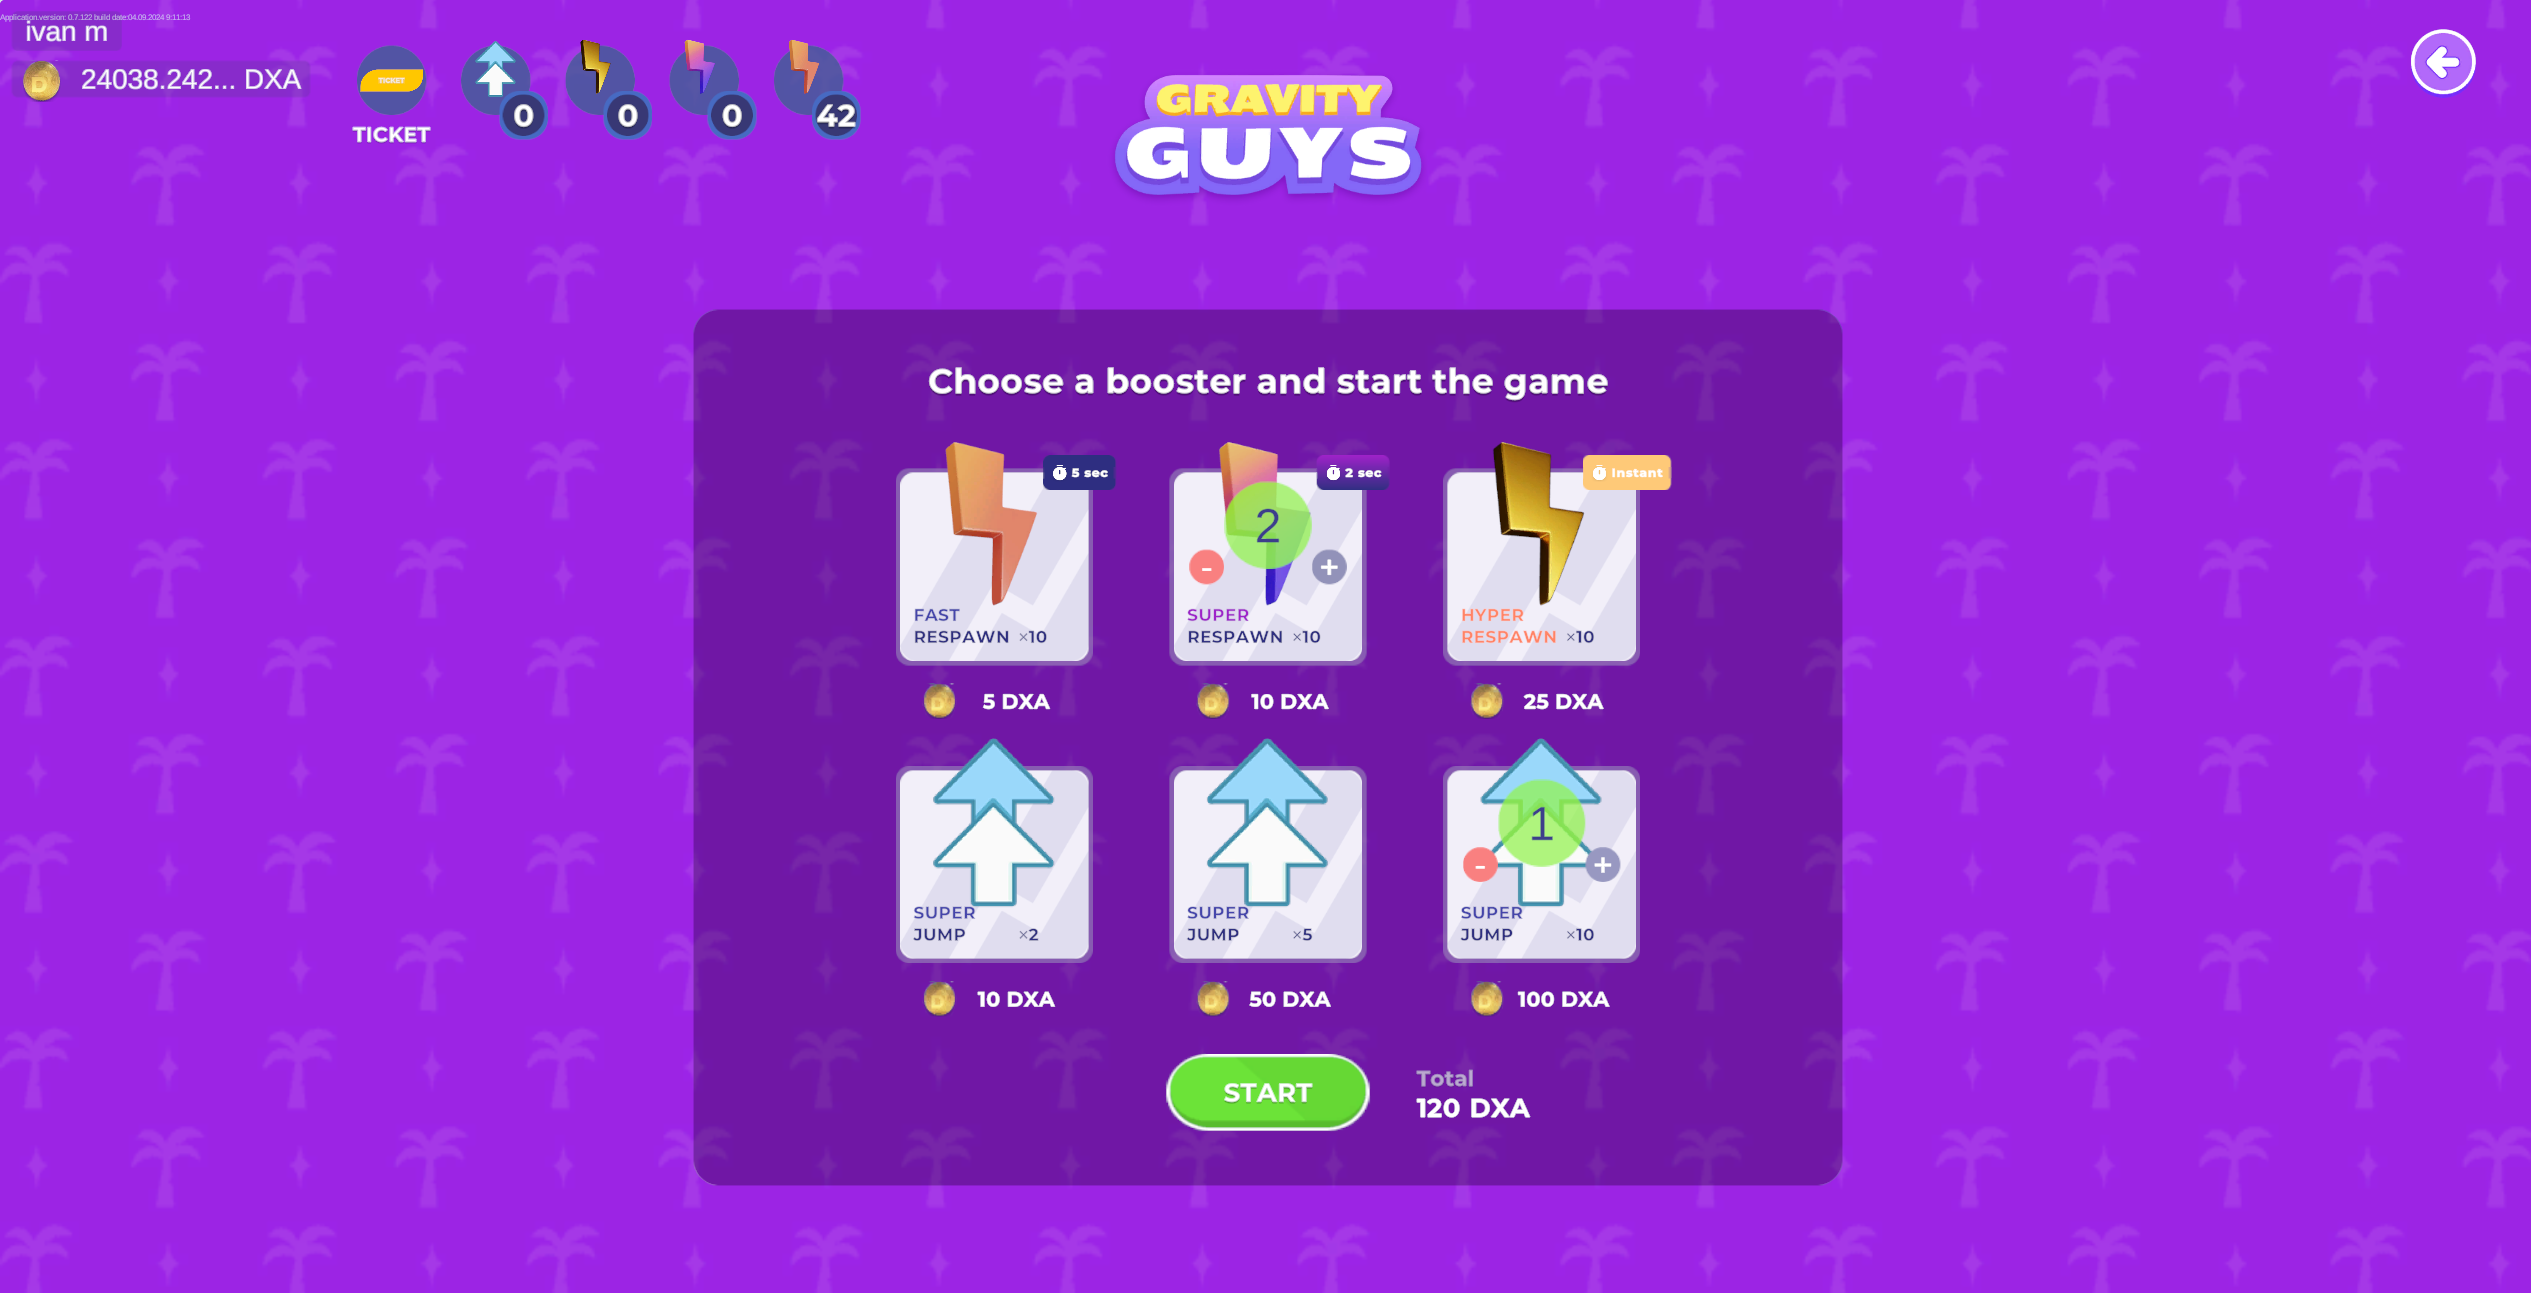 Application.version: 0.7.122 build date:04.09.2024 9:11:13
ivan m
24038.242... DXA
TICKET
TICKET
0
0
0
42
GRAVITY
GUYS
Choose a booster and start the game
5 sec
2 sec
Instant
2
- +
FAST
RESPAWN ×10
SUPER
RESPAWN ×10
HYPER
RESPAWN ×10
D 5 DXA
D 10 DXA
D 25 DXA
1
- +
SUPER
JUMP ×2
SUPER
JUMP ×5
SUPER
JUMP ×10
D 10 DXA
D 50 DXA
D 100 DXA
START
Total
120 DXA